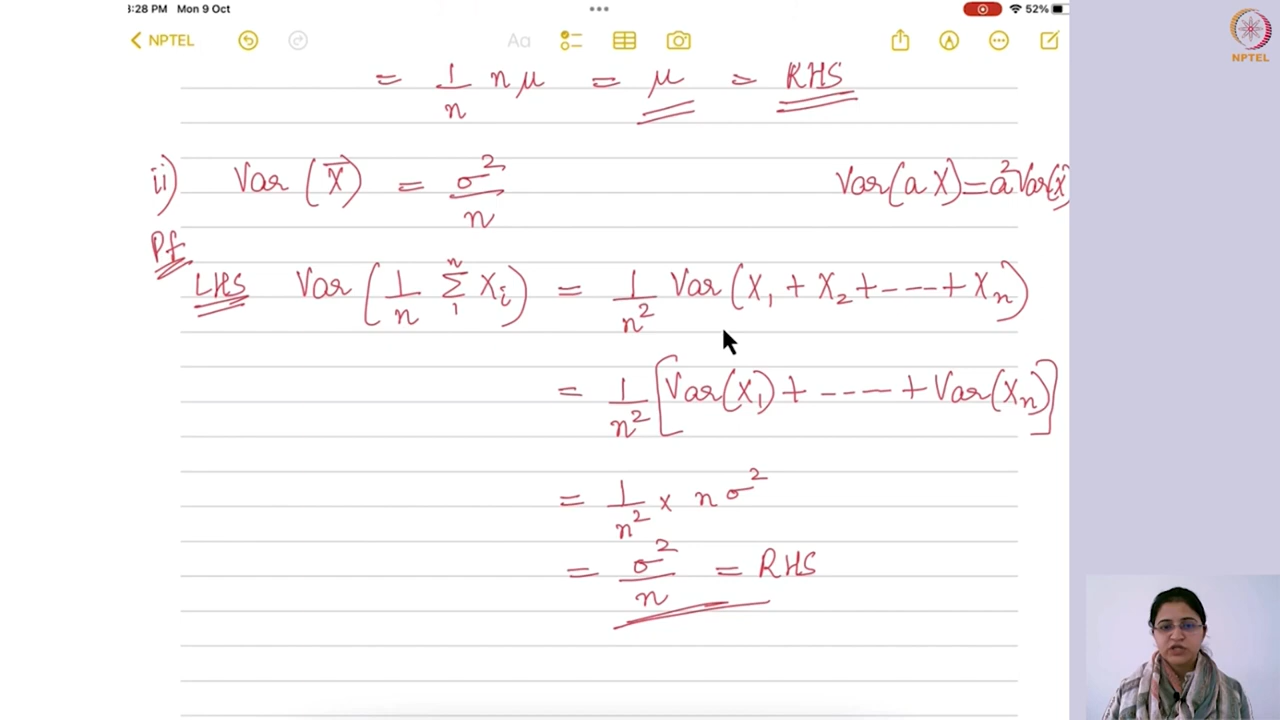 3:28 PM Mon 9 Oct
52%
NPTEL
Aa
NPTEL
= 1/n nμ = μ = RHS
ii) Var (X̅) = σ²/n
Var(aX)=a²Var(X)
Pf
LHS Var (1/n Σ₁ⁿ Xᵢ) = 1/n² Var (X₁ + X₂ + ---- + Xₙ)
= 1/n² [Var(X₁) + ---- + Var(Xₙ)]
= 1/n² × nσ²
= σ²/n = RHS